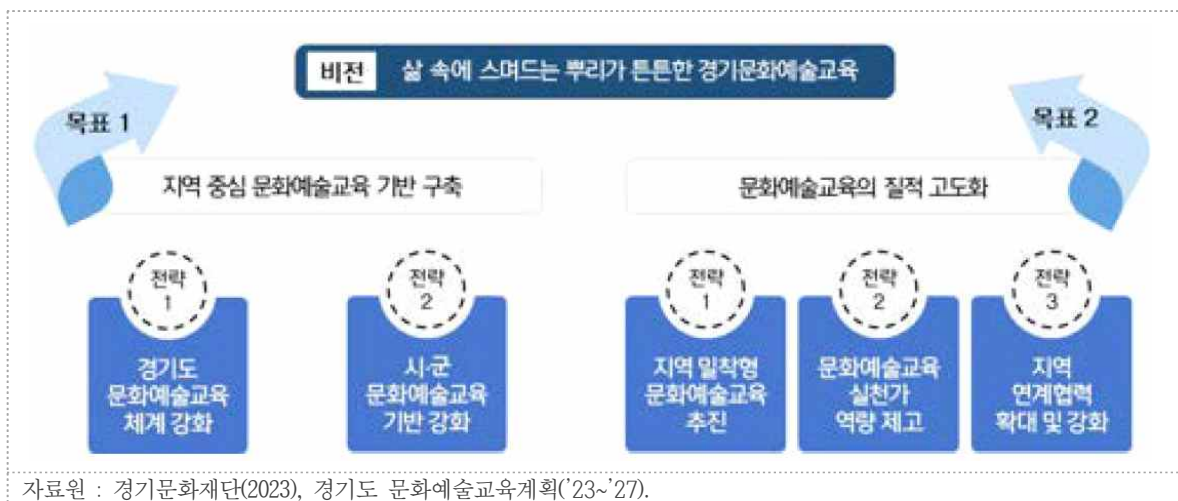 비전 삶 속에 스며드는 뿌리가 튼튼한 경기문화예술교육
목표 1
목표 2
지역 중심 문화예술교육 기반 구축
문화예술교육의 질적 고도화
전략
1
경기도
문화예술교육
체계 강화
전략
2
시·군
문화예술교육
기반 강화
전략
1
지역 밀착형
문화예술교육
추진
전략
2
문화예술교육
실천가
역량 제고
전략
3
지역
연계협력
확대 및 강화
자료원 : 경기문화재단(2023), 경기도 문화예술교육계획('23~'27).